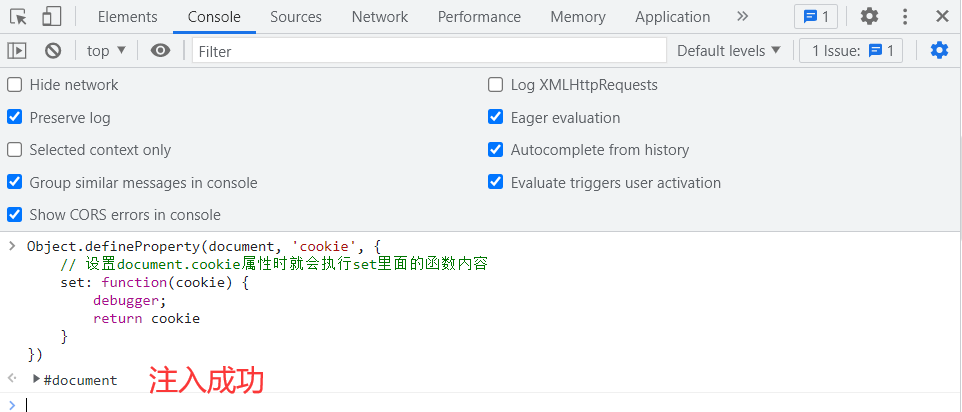 Elements Console Sources Network Performance Memory Application 1
top Filter Default levels 1 Issue: 1
Hide network Log XMLHttpRequests
Preserve log Eager evaluation
Selected context only Autocomplete from history
Group similar messages in console Evaluate triggers user activation
Show CORS errors in console
Object.defineProperty(document, 'cookie', {
// 设置document.cookie属性时就会执行set里面的函数内容
set: function(cookie) {
debugger;
return cookie
}
})
#document 注入成功